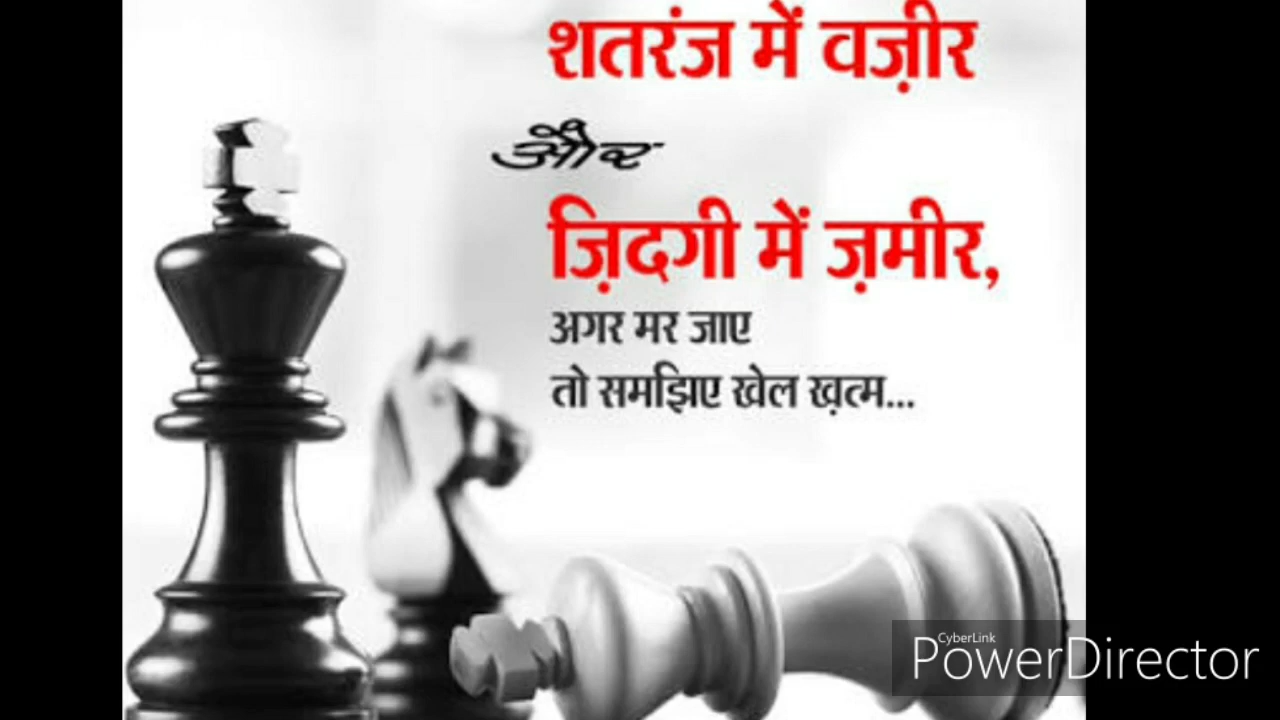 शतरंज में वज़ीर
और
ज़िदगी में ज़मीर,
अगर मर जाए
तो समझिए खेल ख़त्म...
CyberLink
PowerDirector